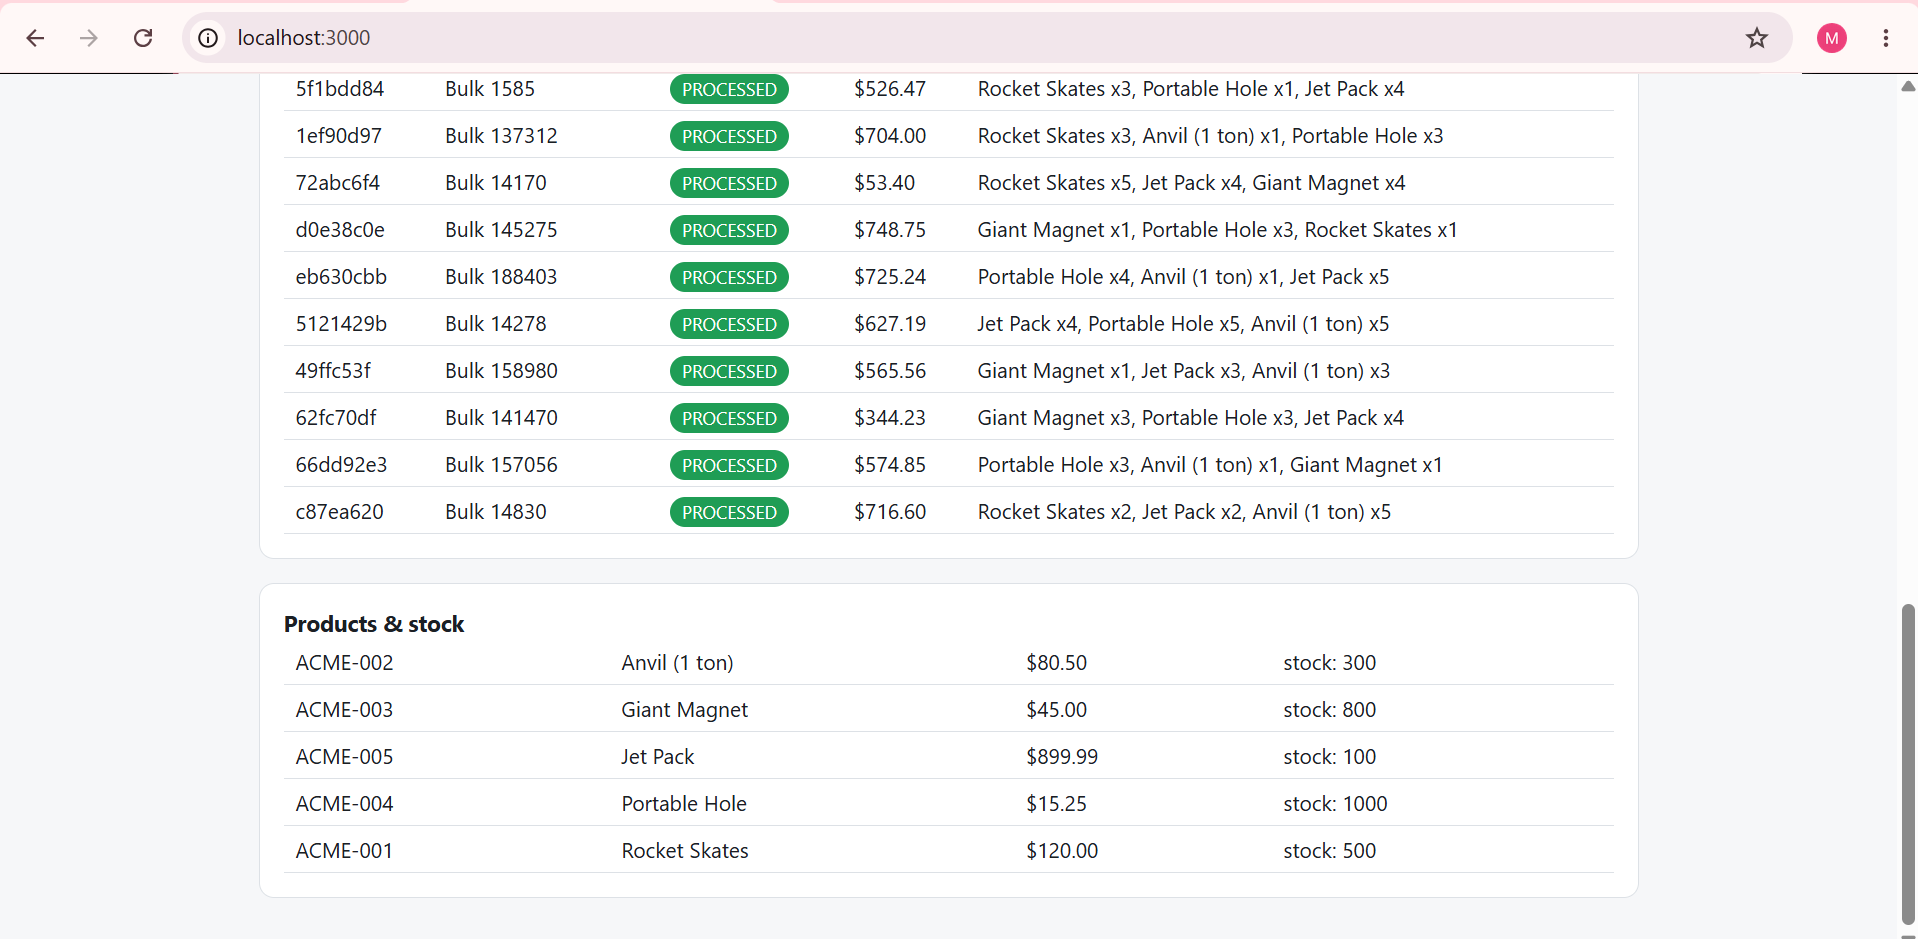 localhost:3000
M
5f1bdd84 Bulk 1585 PROCESSED $526.47 Rocket Skates x3, Portable Hole x1, Jet Pack x4
1ef90d97 Bulk 137312 PROCESSED $704.00 Rocket Skates x3, Anvil (1 ton) x1, Portable Hole x3
72abc6f4 Bulk 14170 PROCESSED $53.40 Rocket Skates x5, Jet Pack x4, Giant Magnet x4
d0e38c0e Bulk 145275 PROCESSED $748.75 Giant Magnet x1, Portable Hole x3, Rocket Skates x1
eb630cbb Bulk 188403 PROCESSED $725.24 Portable Hole x4, Anvil (1 ton) x1, Jet Pack x5
5121429b Bulk 14278 PROCESSED $627.19 Jet Pack x4, Portable Hole x5, Anvil (1 ton) x5
49ffc53f Bulk 158980 PROCESSED $565.56 Giant Magnet x1, Jet Pack x3, Anvil (1 ton) x3
62fc70df Bulk 141470 PROCESSED $344.23 Giant Magnet x3, Portable Hole x3, Jet Pack x4
66dd92e3 Bulk 157056 PROCESSED $574.85 Portable Hole x3, Anvil (1 ton) x1, Giant Magnet x1
c87ea620 Bulk 14830 PROCESSED $716.60 Rocket Skates x2, Jet Pack x2, Anvil (1 ton) x5
Products & stock
ACME-002 Anvil (1 ton) $80.50 stock: 300
ACME-003 Giant Magnet $45.00 stock: 800
ACME-005 Jet Pack $899.99 stock: 100
ACME-004 Portable Hole $15.25 stock: 1000
ACME-001 Rocket Skates $120.00 stock: 500